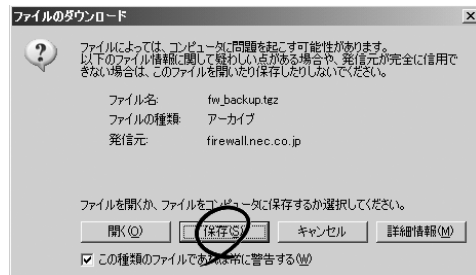 ファイルのダウンロード
ファイルによっては、コンピュータに問題を起こす可能性があります。
以下のファイル情報に関して疑わしい点がある場合や、発信元が完全に信用で
きない場合は、このファイルを開いたり保存したりしないでください。
ファイル名: fw_backup.tgz
ファイルの種類: アーカイブ
発信元: firewall.nec.co.jp
ファイルを開くか、ファイルをコンピュータに保存するか選択してください。
開く(O) 保存(S) キャンセル 詳細情報(M)
この種類のファイルであれば常に警告する(W)